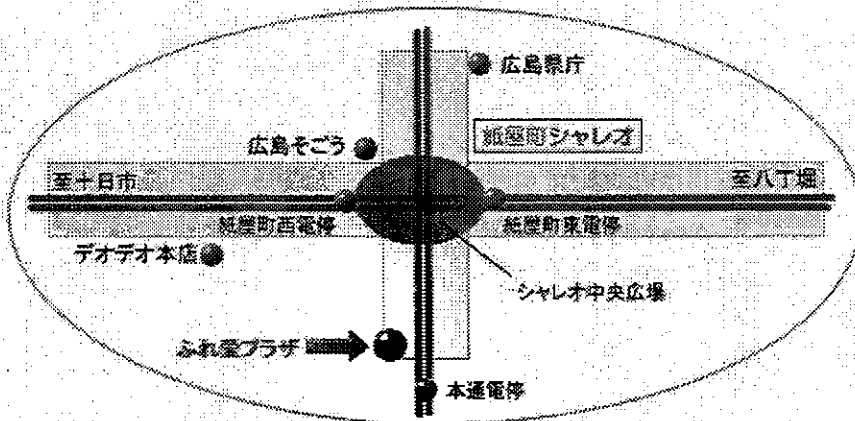 広島県庁
紙屋町シャレオ
広島そごう
至十日市
至八丁堀
紙屋町西電停
紙屋町東電停
デオデオ本店
シャレオ中央広場
ふれ愛プラザ
本通電停